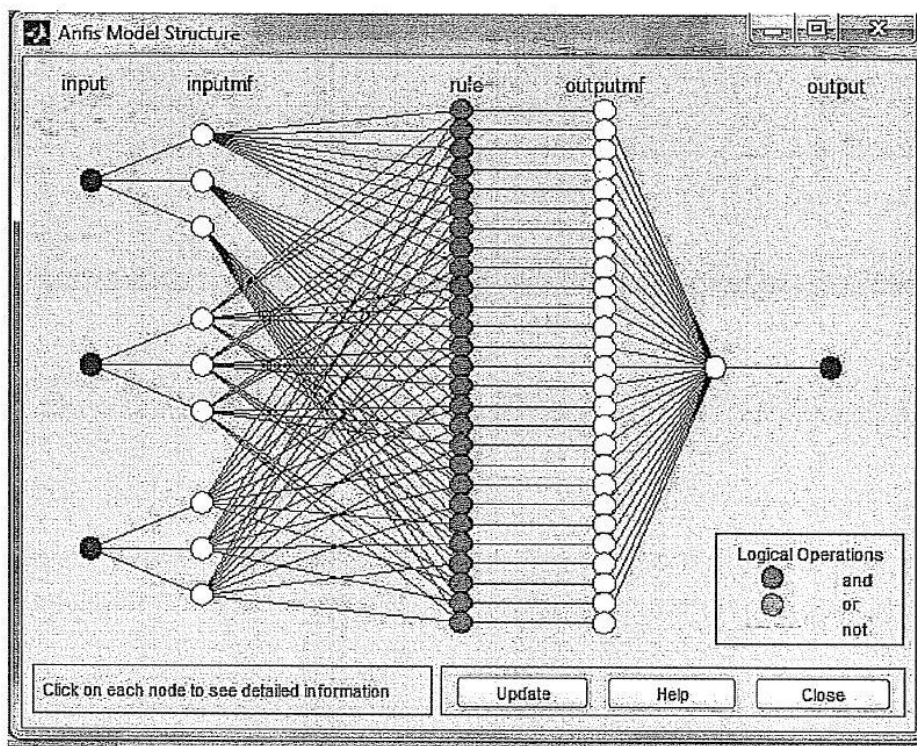 Anfis Model Structure
input inputmf rule outputmf output
Logical Operations
and
or
not
Click on each node to see detailed information
Update Help Close